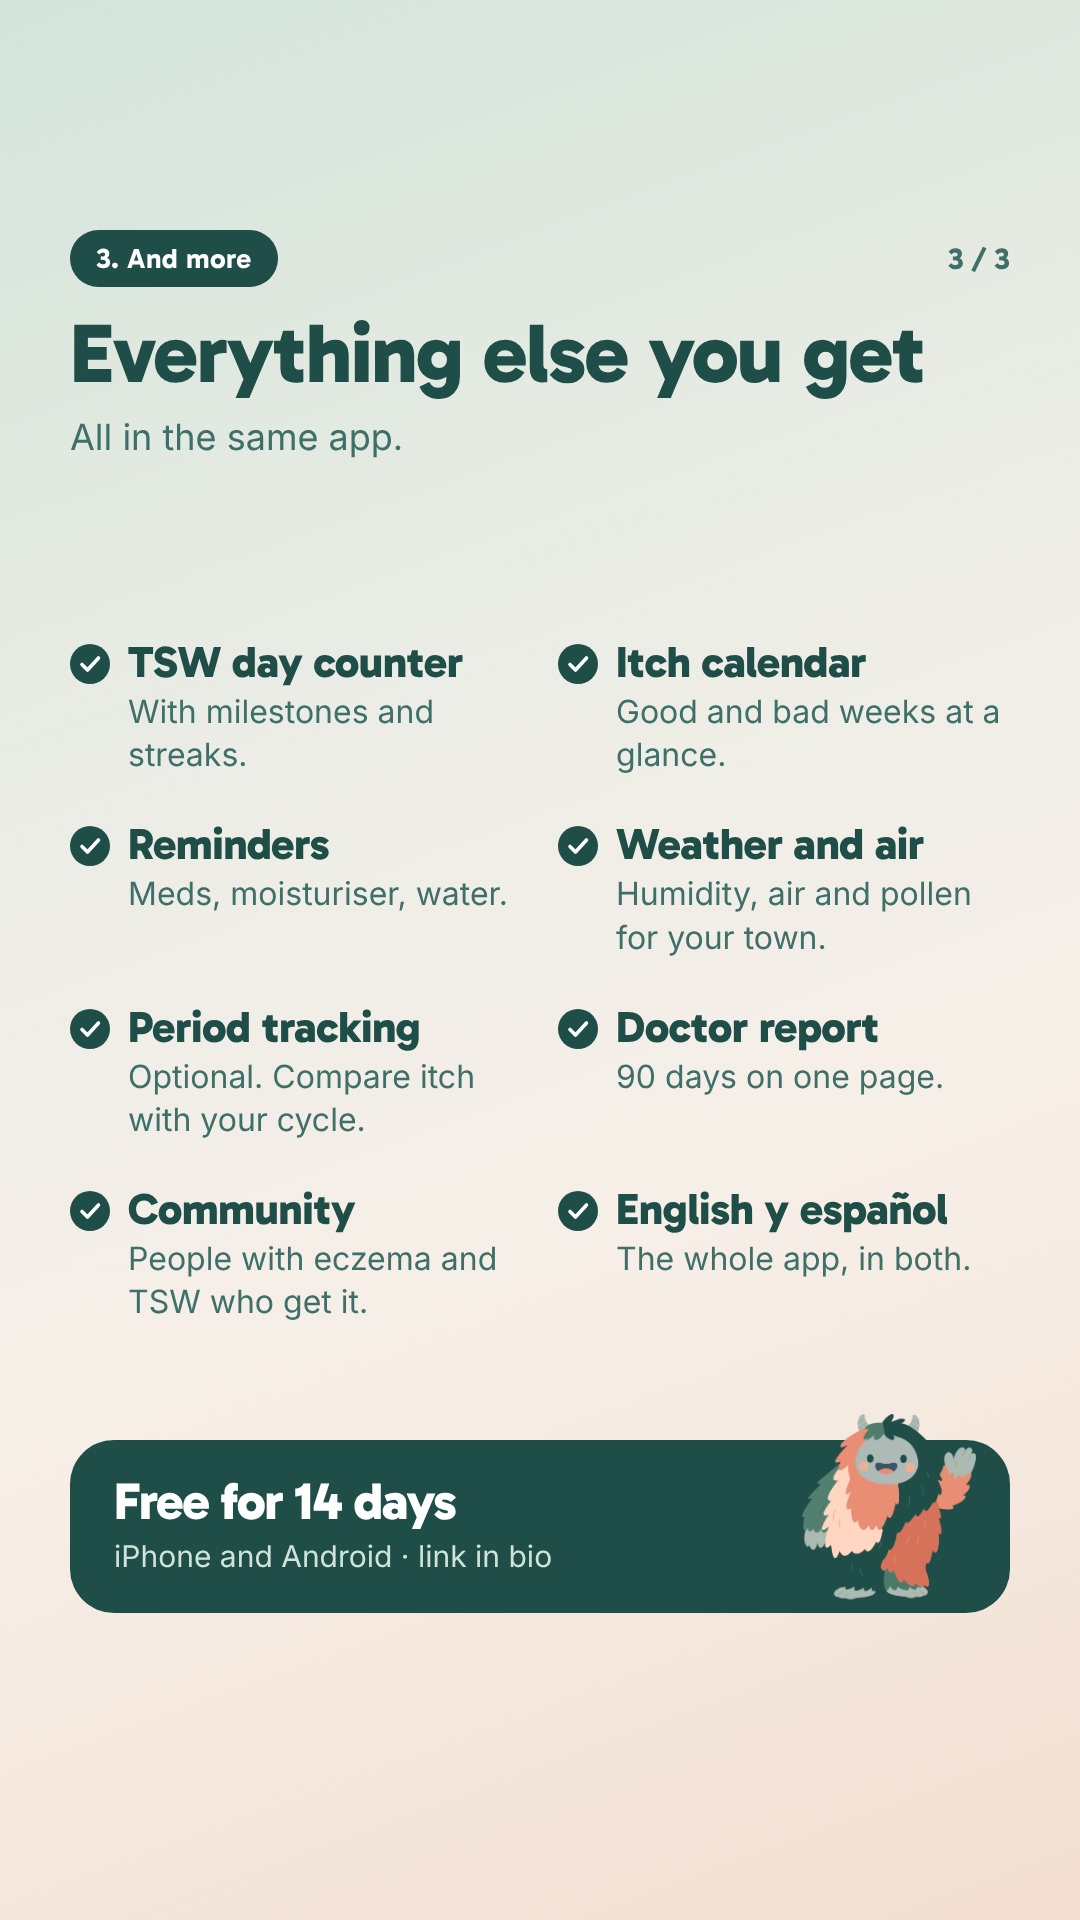 3. And more
3 / 3
Everything else you get
All in the same app.
TSW day counter
With milestones and
streaks.
Itch calendar
Good and bad weeks at a
glance.
Reminders
Meds, moisturiser, water.
Weather and air
Humidity, air and pollen
for your town.
Period tracking
Optional. Compare itch
with your cycle.
Doctor report
90 days on one page.
Community
People with eczema and
TSW who get it.
English y español
The whole app, in both.
Free for 14 days
iPhone and Android · link in bio